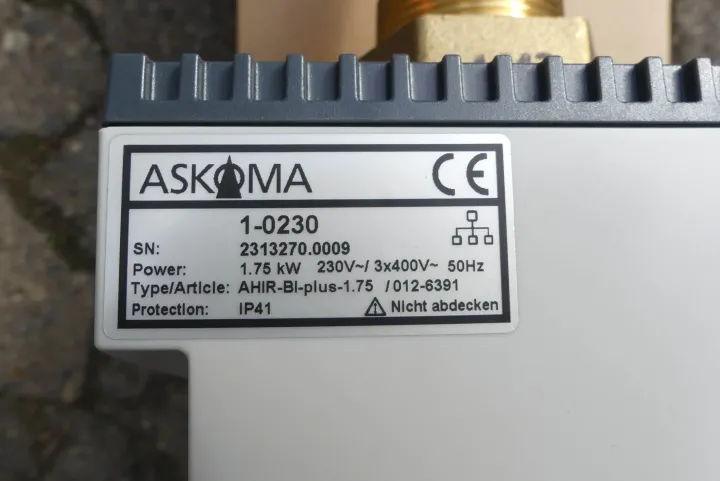 ASKOMA CE
1-0230
SN: 2313270.0009
Power: 1.75 kW 230V~/ 3x400V~ 50Hz
Type/Article: AHIR-BI-plus-1.75 / 012-6391
Protection: IP41 Nicht abdecken